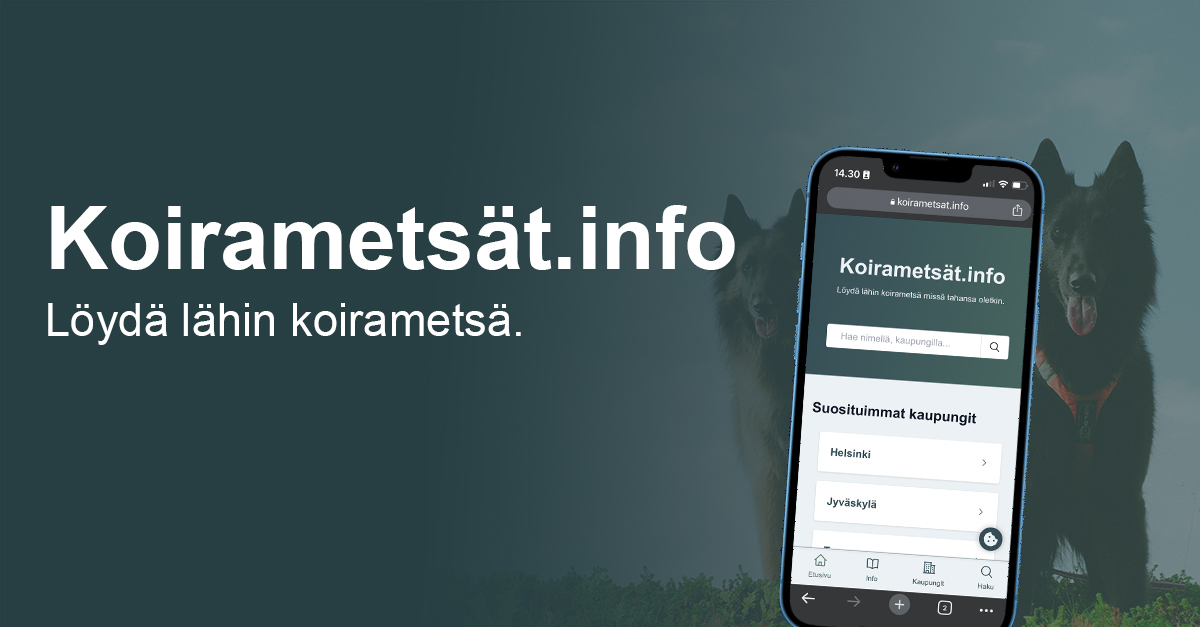 Koirametsät.info
Löydä lähin koirametsä.
14.30
koirametsat.info
Koirametsät.info
Löydä lähin koirametsä missä tahansa oletkin.
Hae nimellä, kaupungilla...
Suosituimmat kaupungit
Helsinki
Jyväskylä
Etusivu
Info
Kaupungit
Haku
2